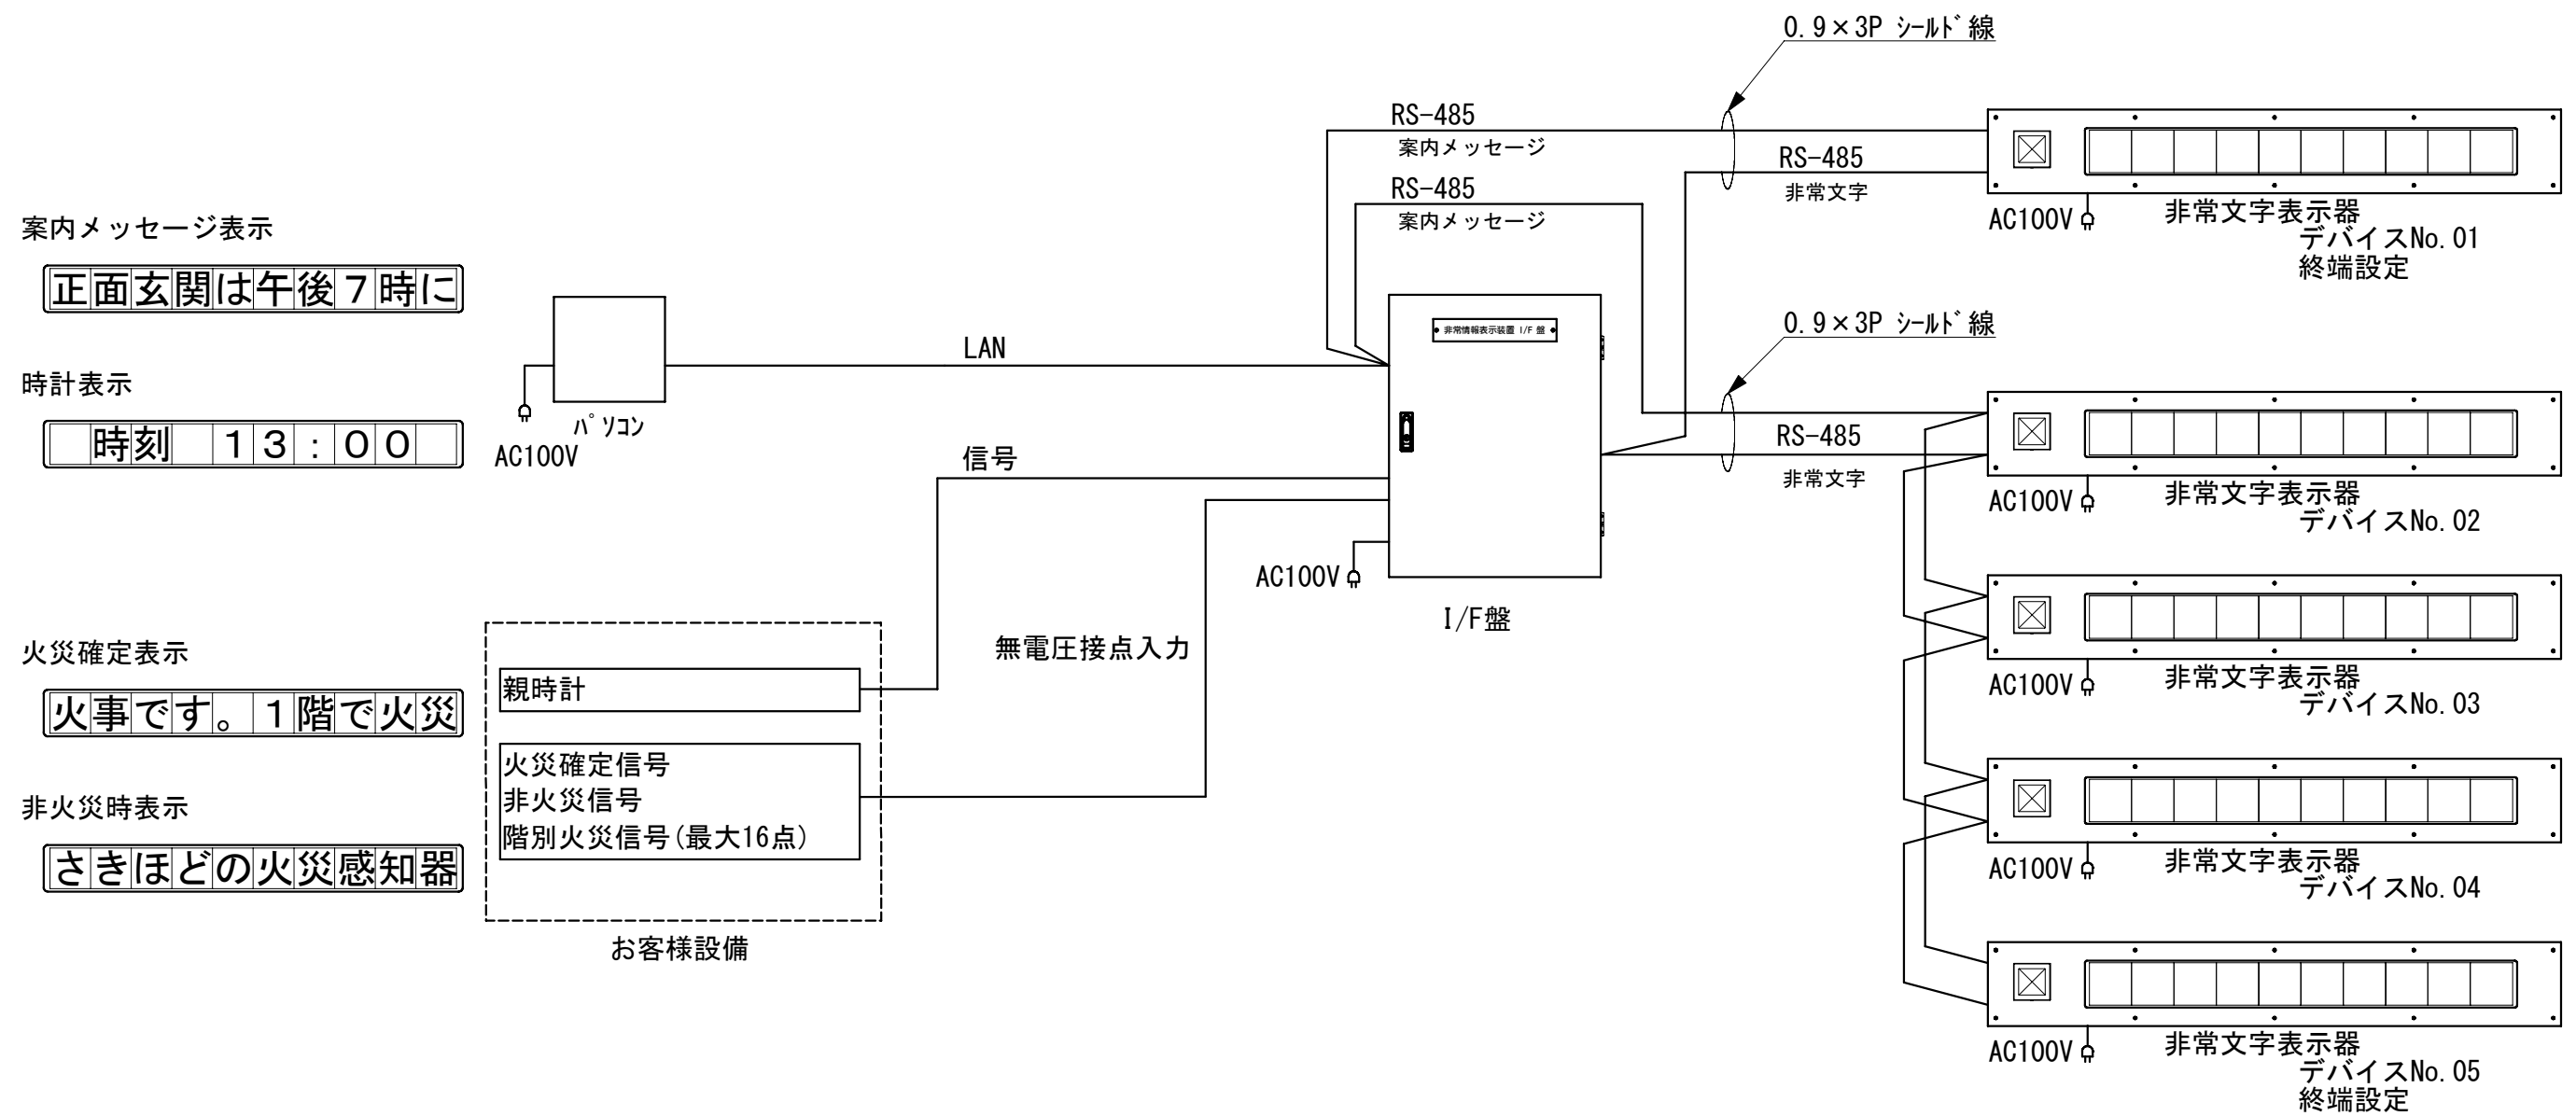 案内メッセージ表示
正面玄関は午後７時に
時計表示
時刻　１３：００
火災確定表示
火事です。１階で火災
非火災時表示
さきほどの火災感知器
AC100V
ﾊﾟｿｺﾝ
LAN
信号
無電圧接点入力
親時計
火災確定信号
非火災信号
階別火災信号(最大16点)
お客様設備
RS-485
案内メッセージ
RS-485
案内メッセージ
非常情報表示装置 I/F 盤
AC100V
I/F盤
0.9×3P ｼｰﾙﾄﾞ線
RS-485
非常文字
0.9×3P ｼｰﾙﾄﾞ線
RS-485
非常文字
AC100V
非常文字表示器
デバイスNo.01
終端設定
AC100V
非常文字表示器
デバイスNo.02
AC100V
非常文字表示器
デバイスNo.03
AC100V
非常文字表示器
デバイスNo.04
AC100V
非常文字表示器
デバイスNo.05
終端設定